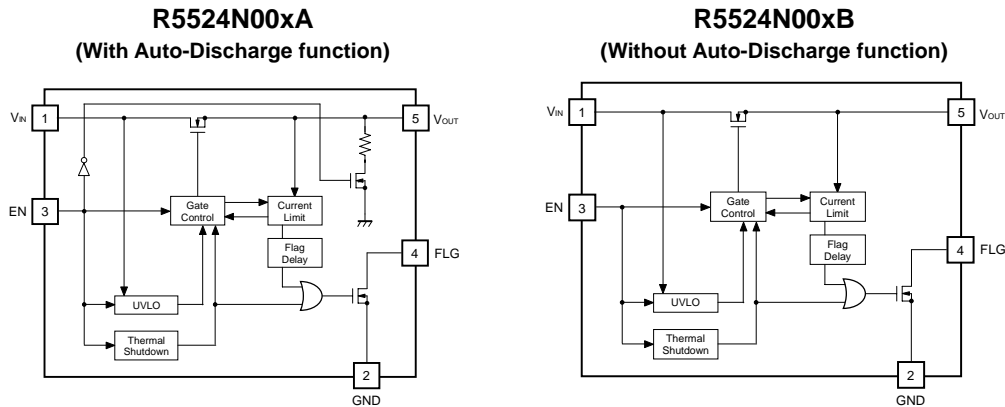 R5524N00xA
(With Auto-Discharge function)
VIN
1
5
VOUT
EN
3
Gate
Control
Current
Limit
Flag
Delay
4
FLG
UVLO
Thermal
Shutdown
2
GND
R5524N00xB
(Without Auto-Discharge function)
VIN
1
5
VOUT
EN
3
Gate
Control
Current
Limit
Flag
Delay
4
FLG
UVLO
Thermal
Shutdown
2
GND